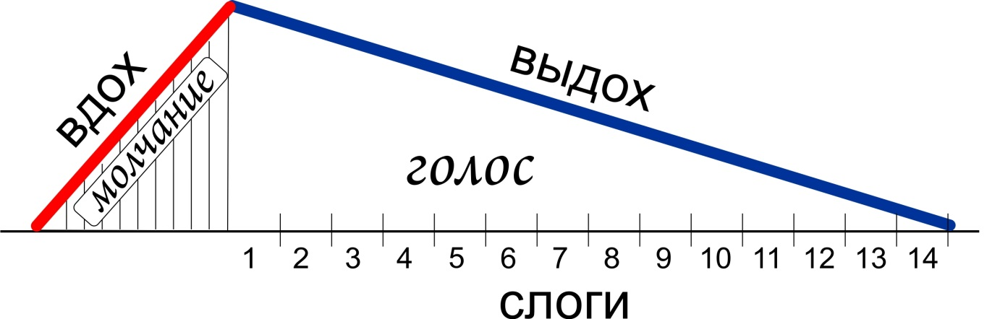 вдох
молчание
выдох
голос
1 2 3 4 5 6 7 8 9 10 11 12 13 14
слоги